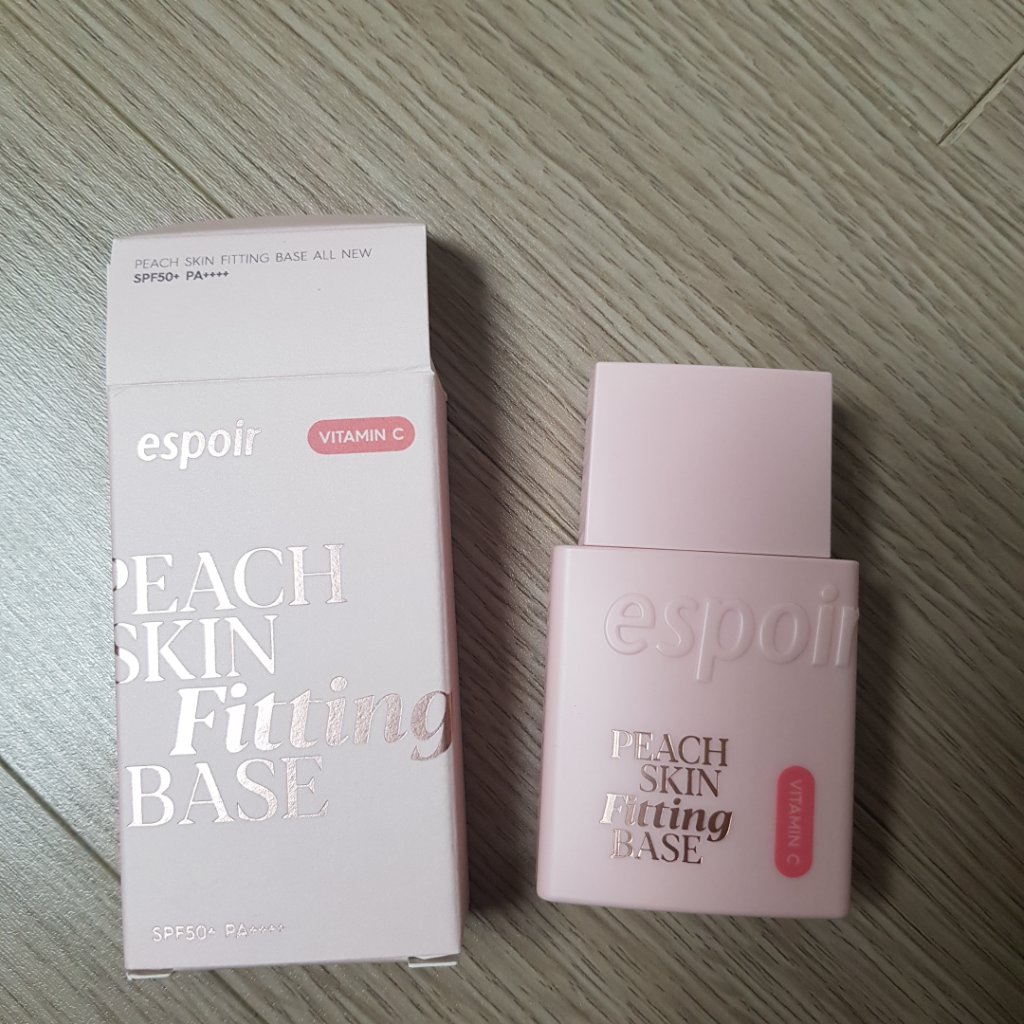 PEACH SKIN FITTING BASE ALL NEW
SPF50+ PA++++
espoir
VITAMIN C
PEACH
SKIN
Fitting
BASE
SPF50+ PA++++
espoir
PEACH
SKIN
Fitting
BASE
VITAMIN C